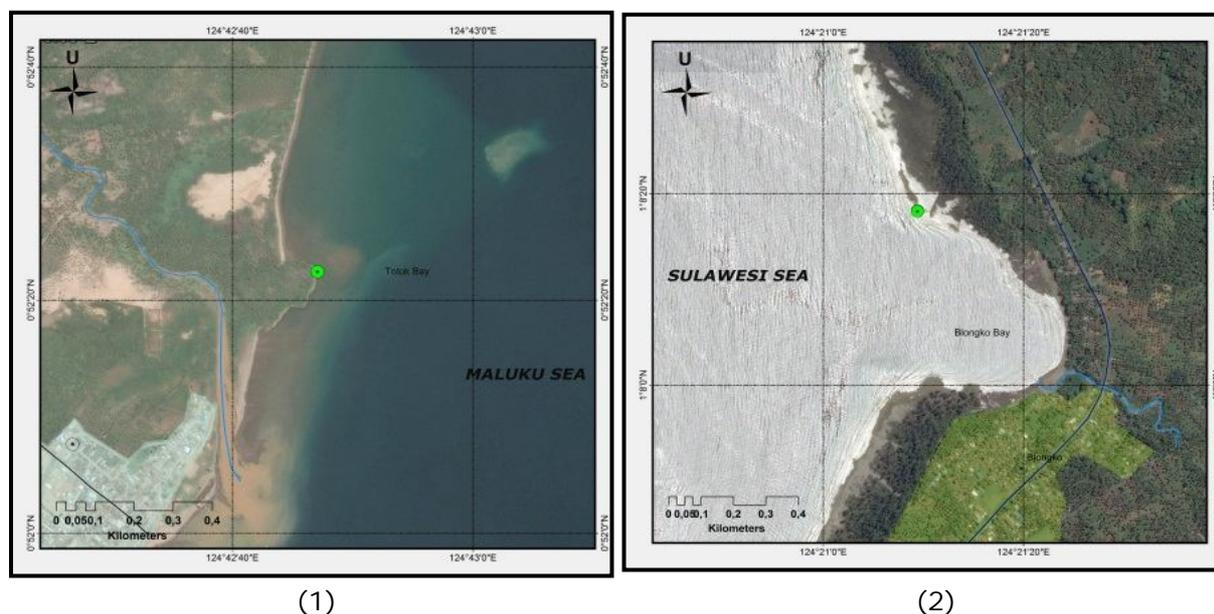 124°42'40"E
124°43'0"E
U
0°52'40"N
0°52'40"N
0°52'20"N
0°52'20"N
0°52'0"N
0°52'0"N
Totok Bay
MALUKU SEA
0 0,05 0,1 0,2 0,3 0,4
Kilometers
124°42'40"E
124°43'0"E
(1)
124°21'0"E
124°21'20"E
U
1°8'20"N
1°8'0"N
SULAWESI SEA
Blongko Bay
Blongko
0 0,05 0,1 0,2 0,3 0,4
Kilometers
124°21'0"E
124°21'20"E
(2)